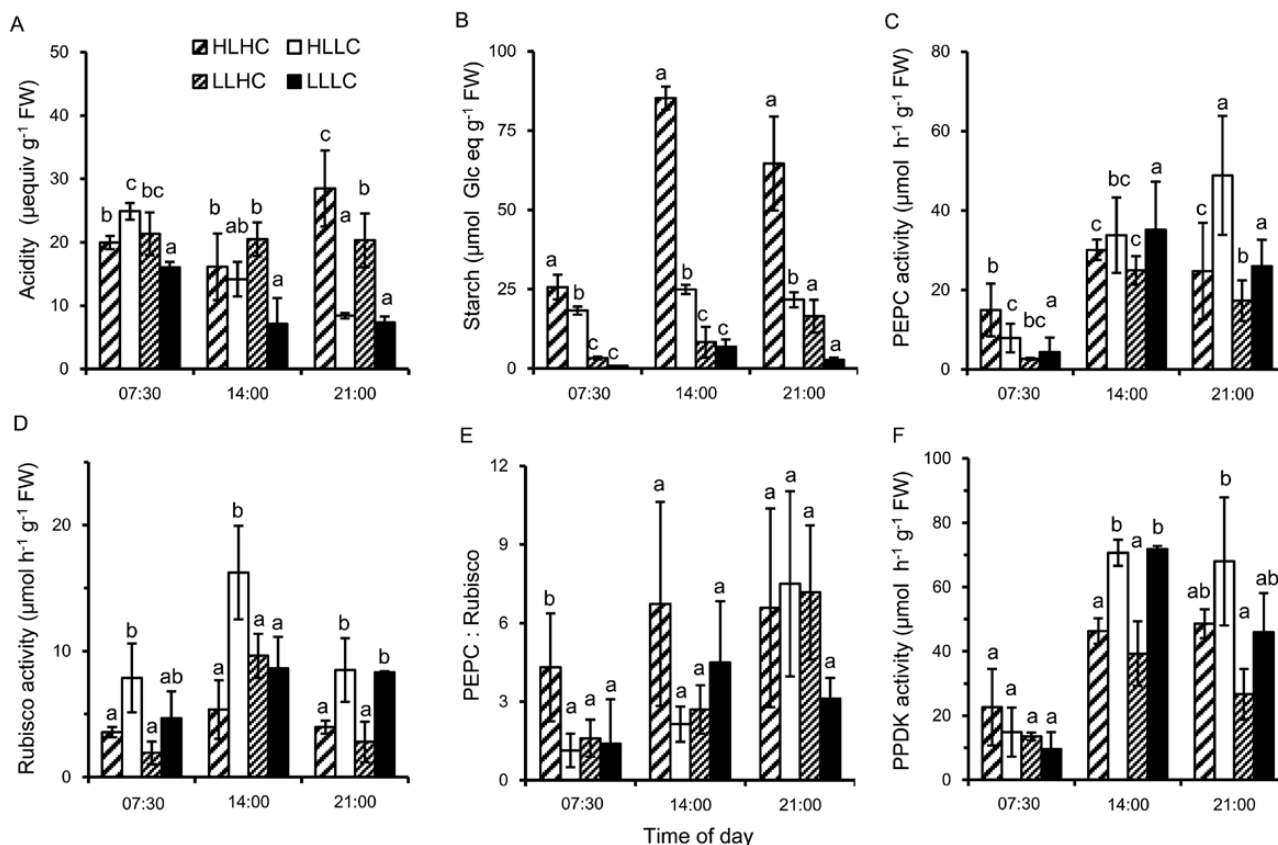 A
HLHC HLLC
LLHC LLLC
Acidity (µequiv g⁻¹ FW)
50
40
30
20
10
0
b c bc a
b ab b a
c a b a
07:30 14:00 21:00
B
Starch (µmol Glc eq g⁻¹ FW)
100
75
50
25
0
a b c c
a b c c
a b c a
07:30 14:00 21:00
C
PEPC activity (µmol h⁻¹ g⁻¹ FW)
80
60
40
20
0
b c bc a
c bc c a
c a b a
07:30 14:00 21:00
D
Rubisco activity (µmol h⁻¹ g⁻¹ FW)
20
10
0
a b a ab
a b a a
a b a b
07:30 14:00 21:00
E
PEPC : Rubisco
12
9
6
3
0
b a a a
a a a a
a a a a
07:30 14:00 21:00
Time of day
F
PPDK activity (µmol h⁻¹ g⁻¹ FW)
100
80
60
40
20
0
a a a a
a b a b
ab b a ab
07:30 14:00 21:00